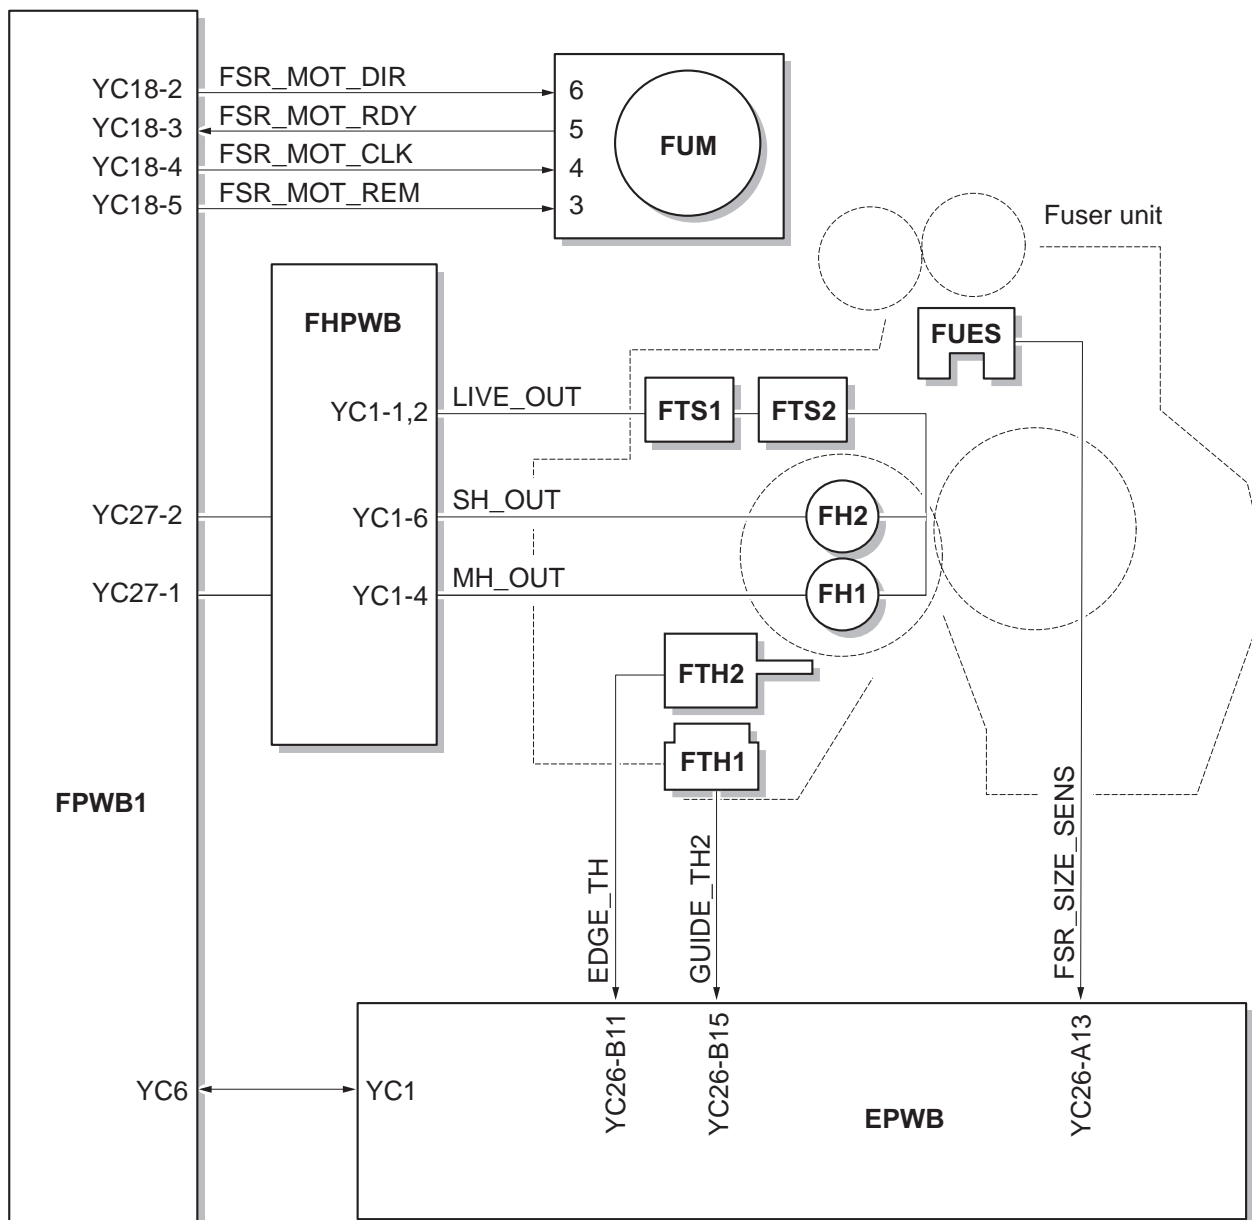 YC18-2 FSR_MOT_DIR 6
YC18-3 FSR_MOT_RDY 5
YC18-4 FSR_MOT_CLK 4
YC18-5 FSR_MOT_REM 3
FUM
Fuser unit
FHPWB
FUES
YC1-1,2 LIVE_OUT FTS1 FTS2
YC27-2 YC1-6 SH_OUT FH2
YC27-1 YC1-4 MH_OUT FH1
FTH2
FTH1
FPWB1
EDGE_TH
GUIDE_TH2
FSR_SIZE_SENS
YC26-B11
YC26-B15
YC26-A13
YC6 YC1
EPWB